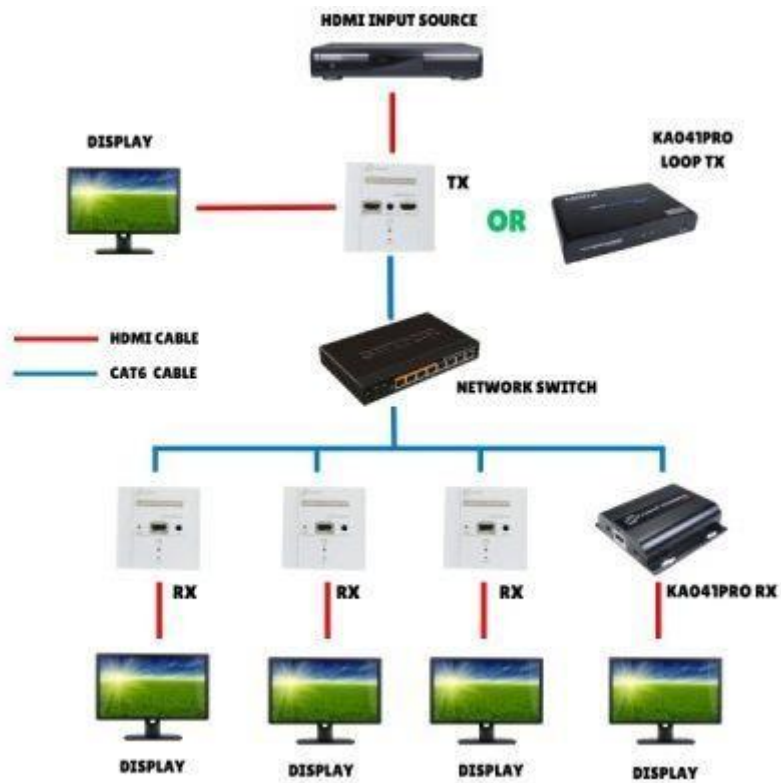 HDMI INPUT SOURCE
DISPLAY
TX
OR
KA041PRO
LOOP TX
HDMI CABLE
CAT6 CABLE
NETWORK SWITCH
RX
RX
RX
KA041PRO RX
DISPLAY
DISPLAY
DISPLAY
DISPLAY